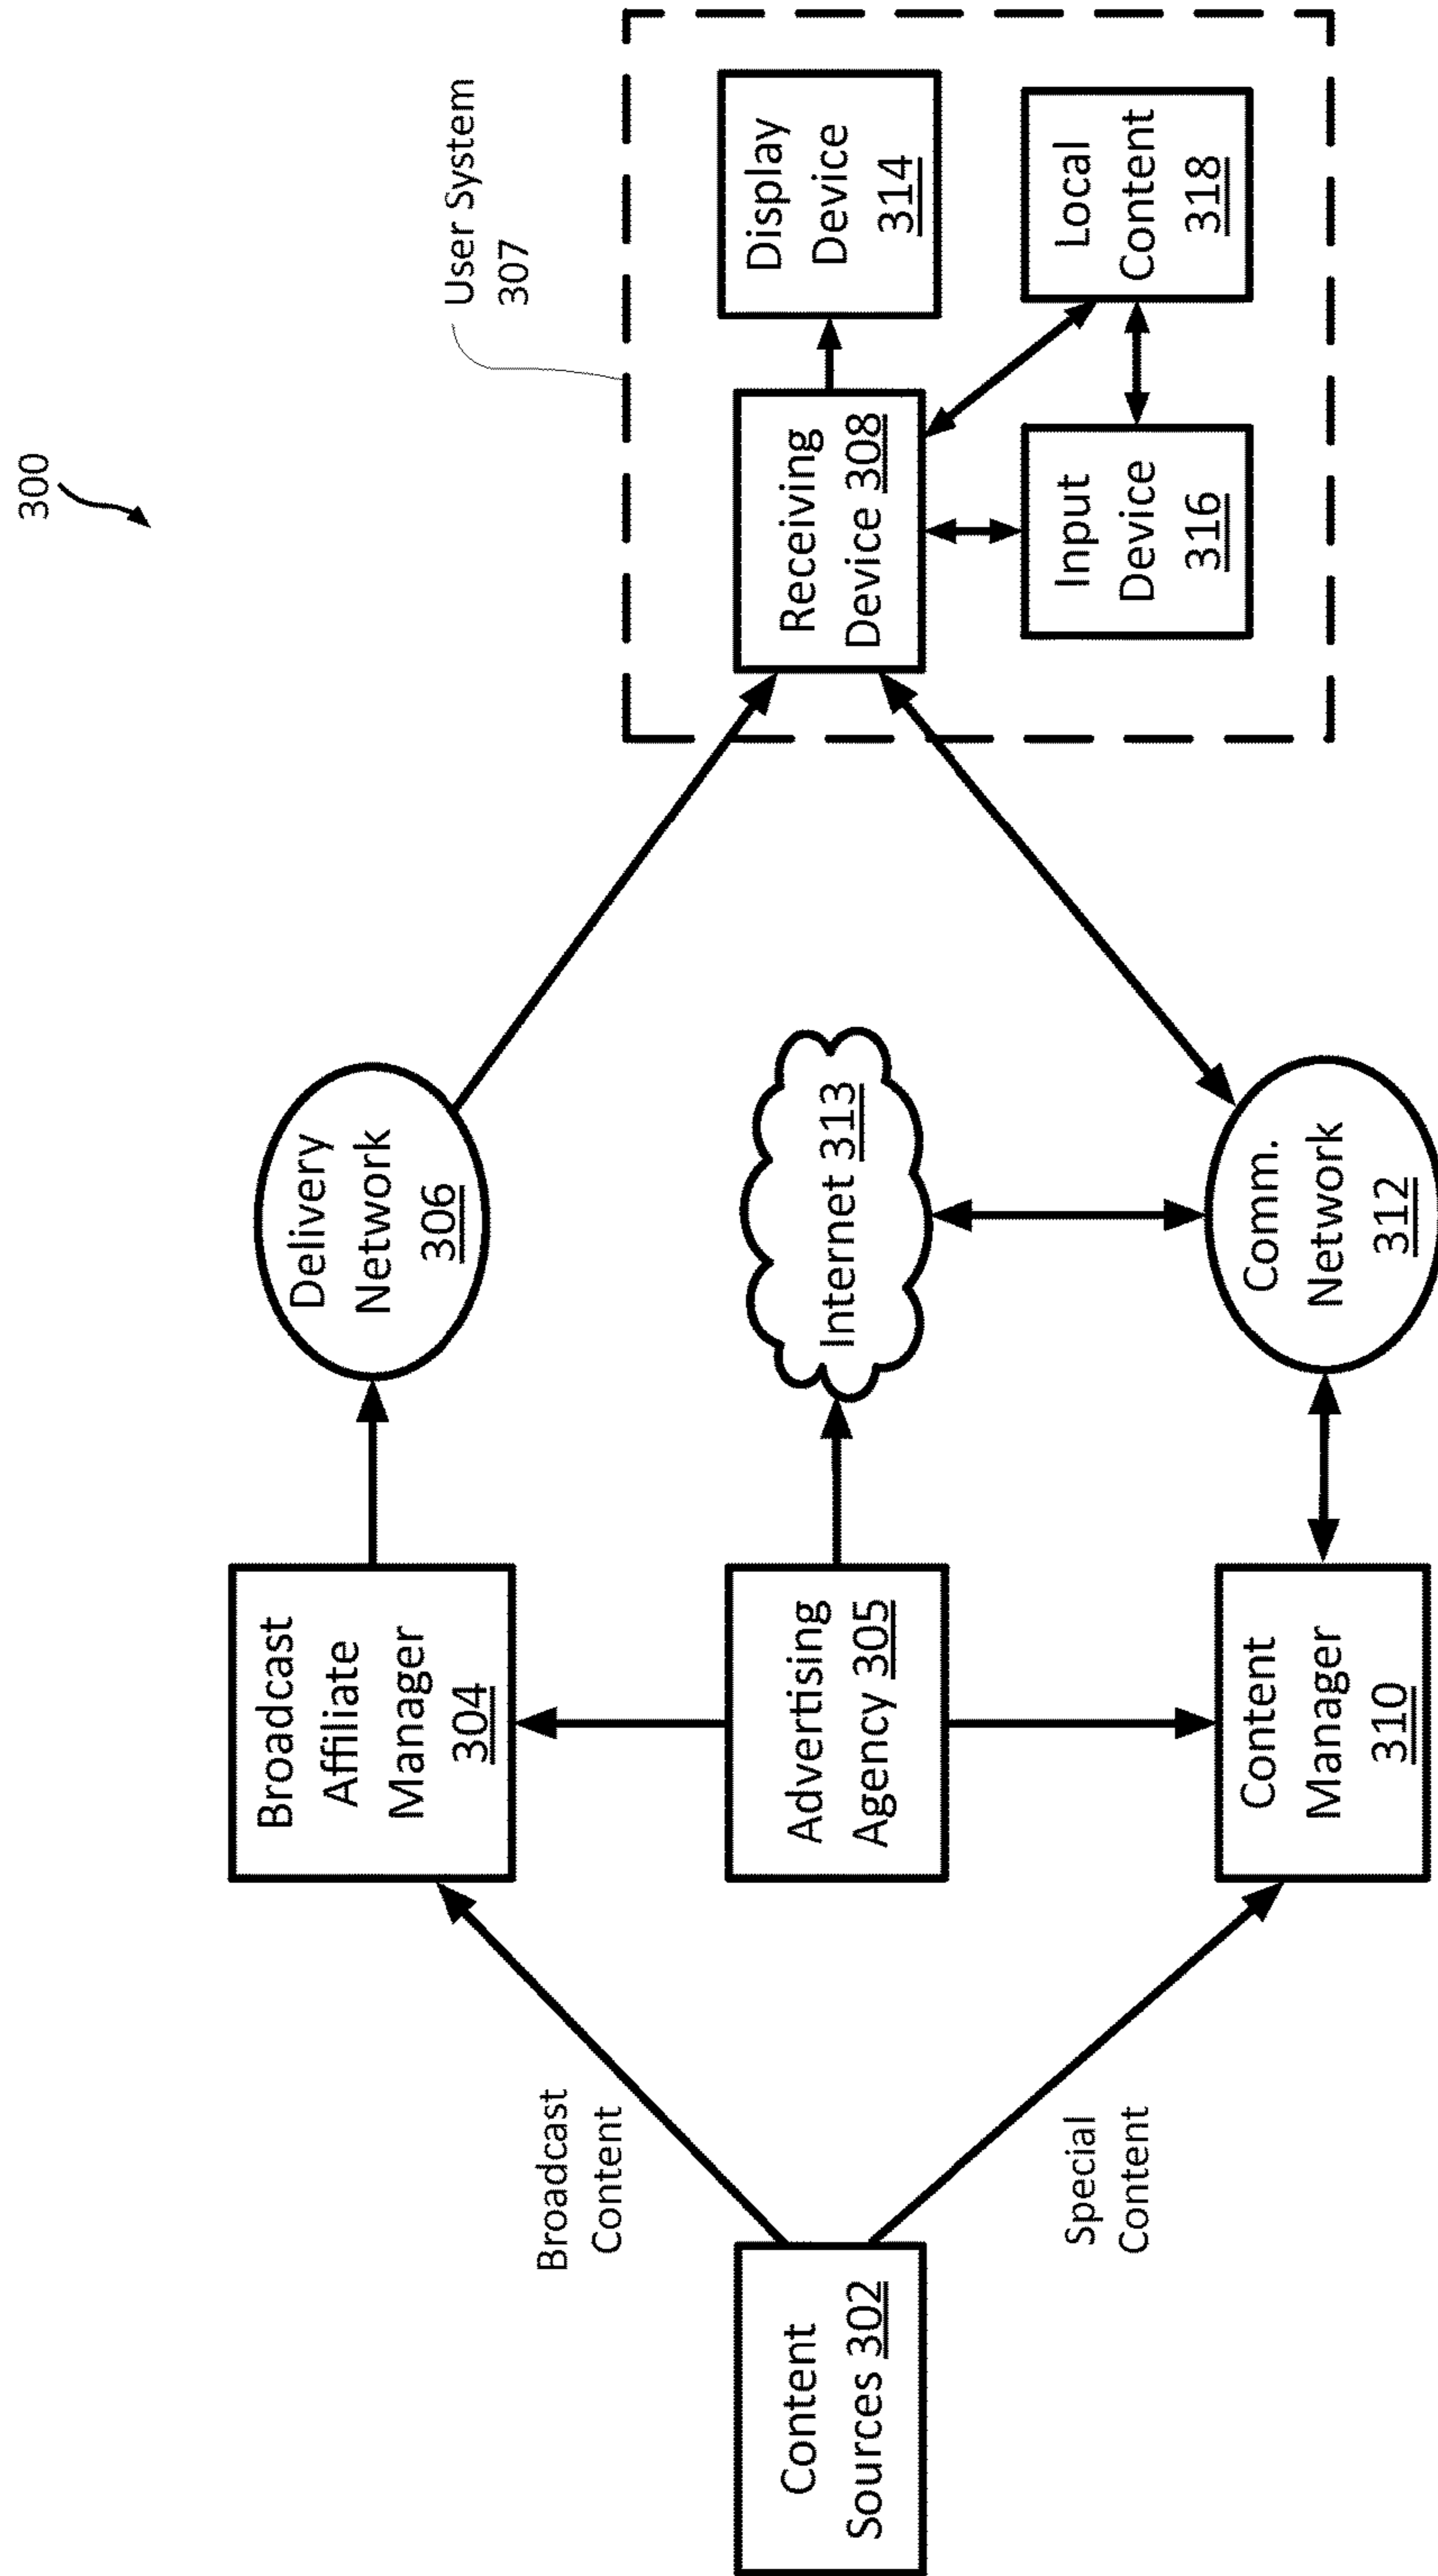 300
Broadcast
Affiliate
Manager
304
Delivery
Network
306
User System
307
Broadcast
Content
Content
Sources 302
Advertising
Agency 305
Internet 313
Receiving
Device 308
Display
Device
314
Special
Content
Content
Manager
310
Comm.
Network
312
Input
Device
316
Local
Content
318